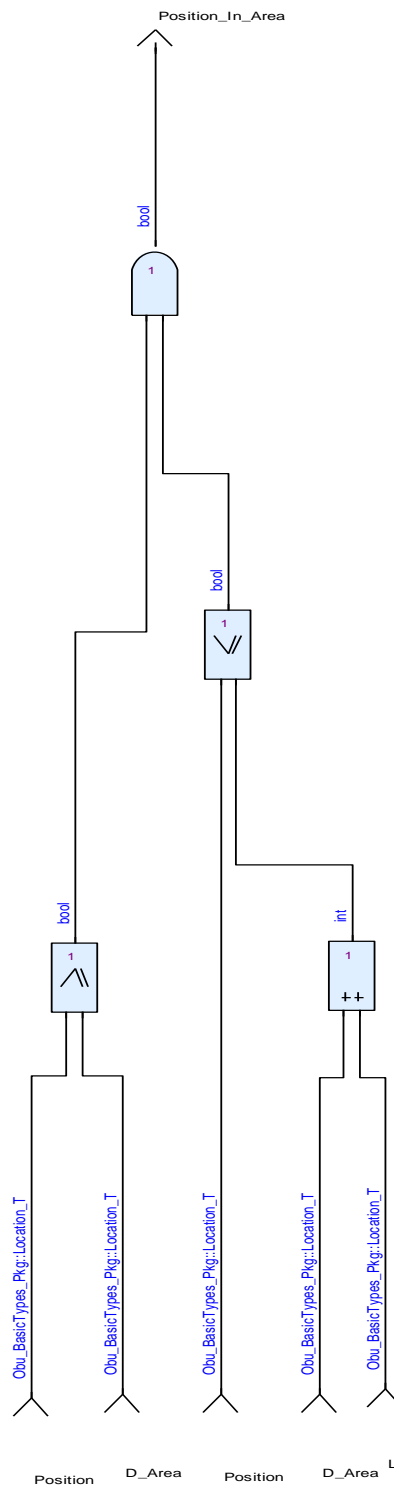 Position_In_Area
bool
1
bool
1
bool
int
1
1
++
Obu_BasicTypes_Pkg::Location_T
Obu_BasicTypes_Pkg::Location_T
Obu_BasicTypes_Pkg::Location_T
Obu_BasicTypes_Pkg::Location_T
Obu_BasicTypes_Pkg::Location_T
Position
D_Area
Position
D_Area
L